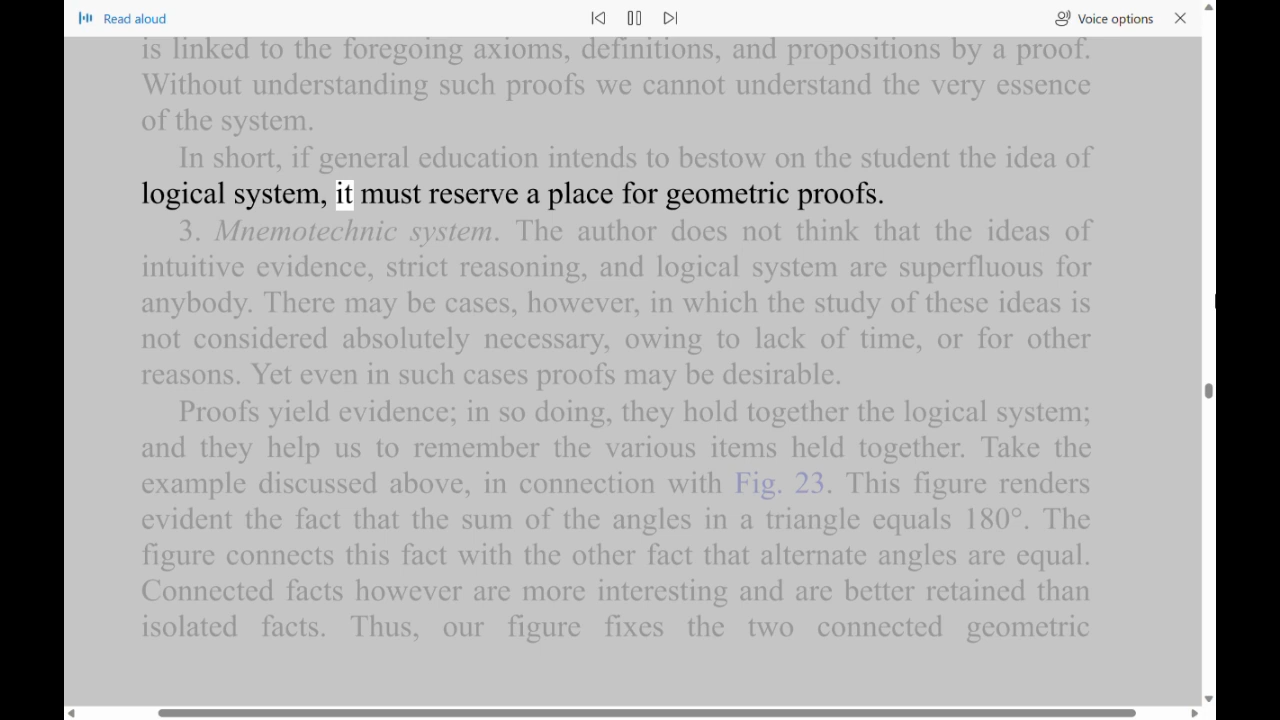 Read aloud
Voice options
is linked to the foregoing axioms, definitions, and propositions by a proof.
Without understanding such proofs we cannot understand the very essence
of the system.
In short, if general education intends to bestow on the student the idea of
logical system, it must reserve a place for geometric proofs.
3. Mnemotechnic system. The author does not think that the ideas of
intuitive evidence, strict reasoning, and logical system are superfluous for
anybody. There may be cases, however, in which the study of these ideas is
not considered absolutely necessary, owing to lack of time, or for other
reasons. Yet even in such cases proofs may be desirable.
Proofs yield evidence; in so doing, they hold together the logical system;
and they help us to remember the various items held together. Take the
example discussed above, in connection with Fig. 23. This figure renders
evident the fact that the sum of the angles in a triangle equals 180°. The
figure connects this fact with the other fact that alternate angles are equal.
Connected facts however are more interesting and are better retained than
isolated facts. Thus, our figure fixes the two connected geometric